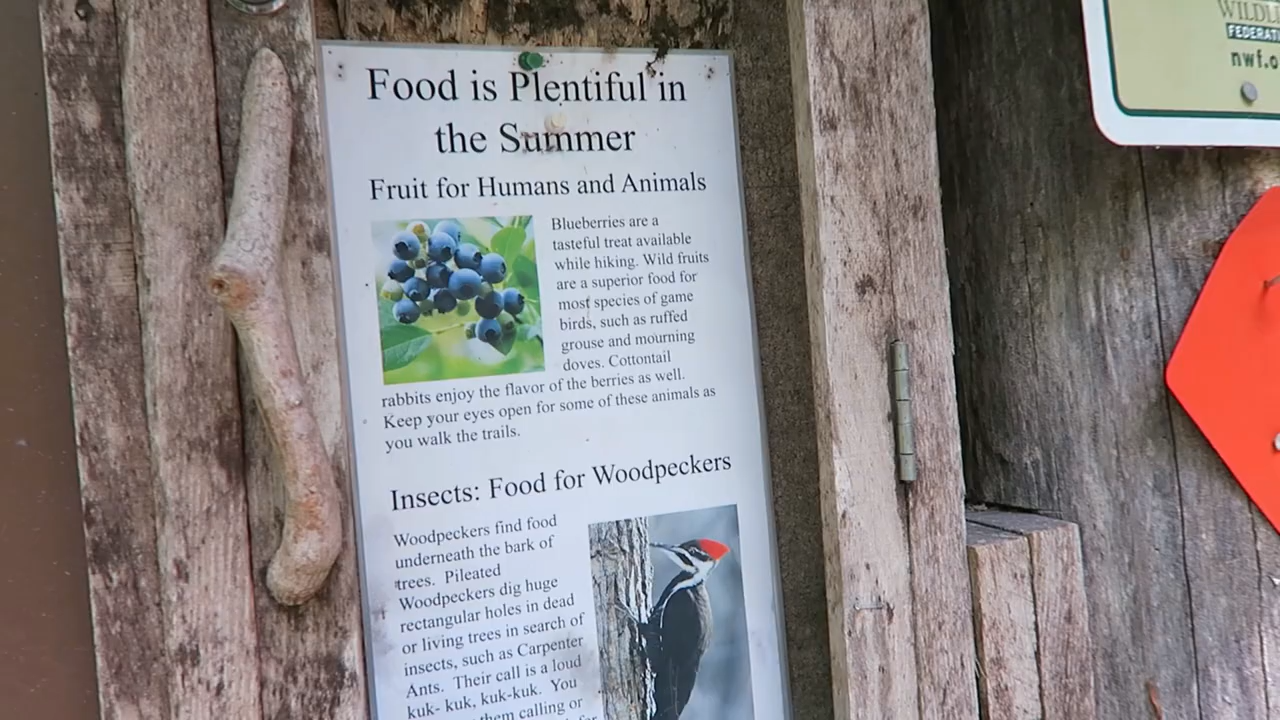 Food is Plentiful in
the Summer
Fruit for Humans and Animals
Blueberries are a
tasteful treat available
while hiking. Wild fruits
are a superior food for
most species of game
birds, such as ruffed
grouse and mourning
doves. Cottontail
rabbits enjoy the flavor of the berries as well.
Keep your eyes open for some of these animals as
you walk the trails.
Insects: Food for Woodpeckers
Woodpeckers find food
underneath the bark of
trees. Pileated
Woodpeckers dig huge
rectangular holes in dead
or living trees in search of
insects, such as Carpenter
Ants. Their call is a loud
kuk- kuk, kuk-kuk. You
them calling or
nwf.o